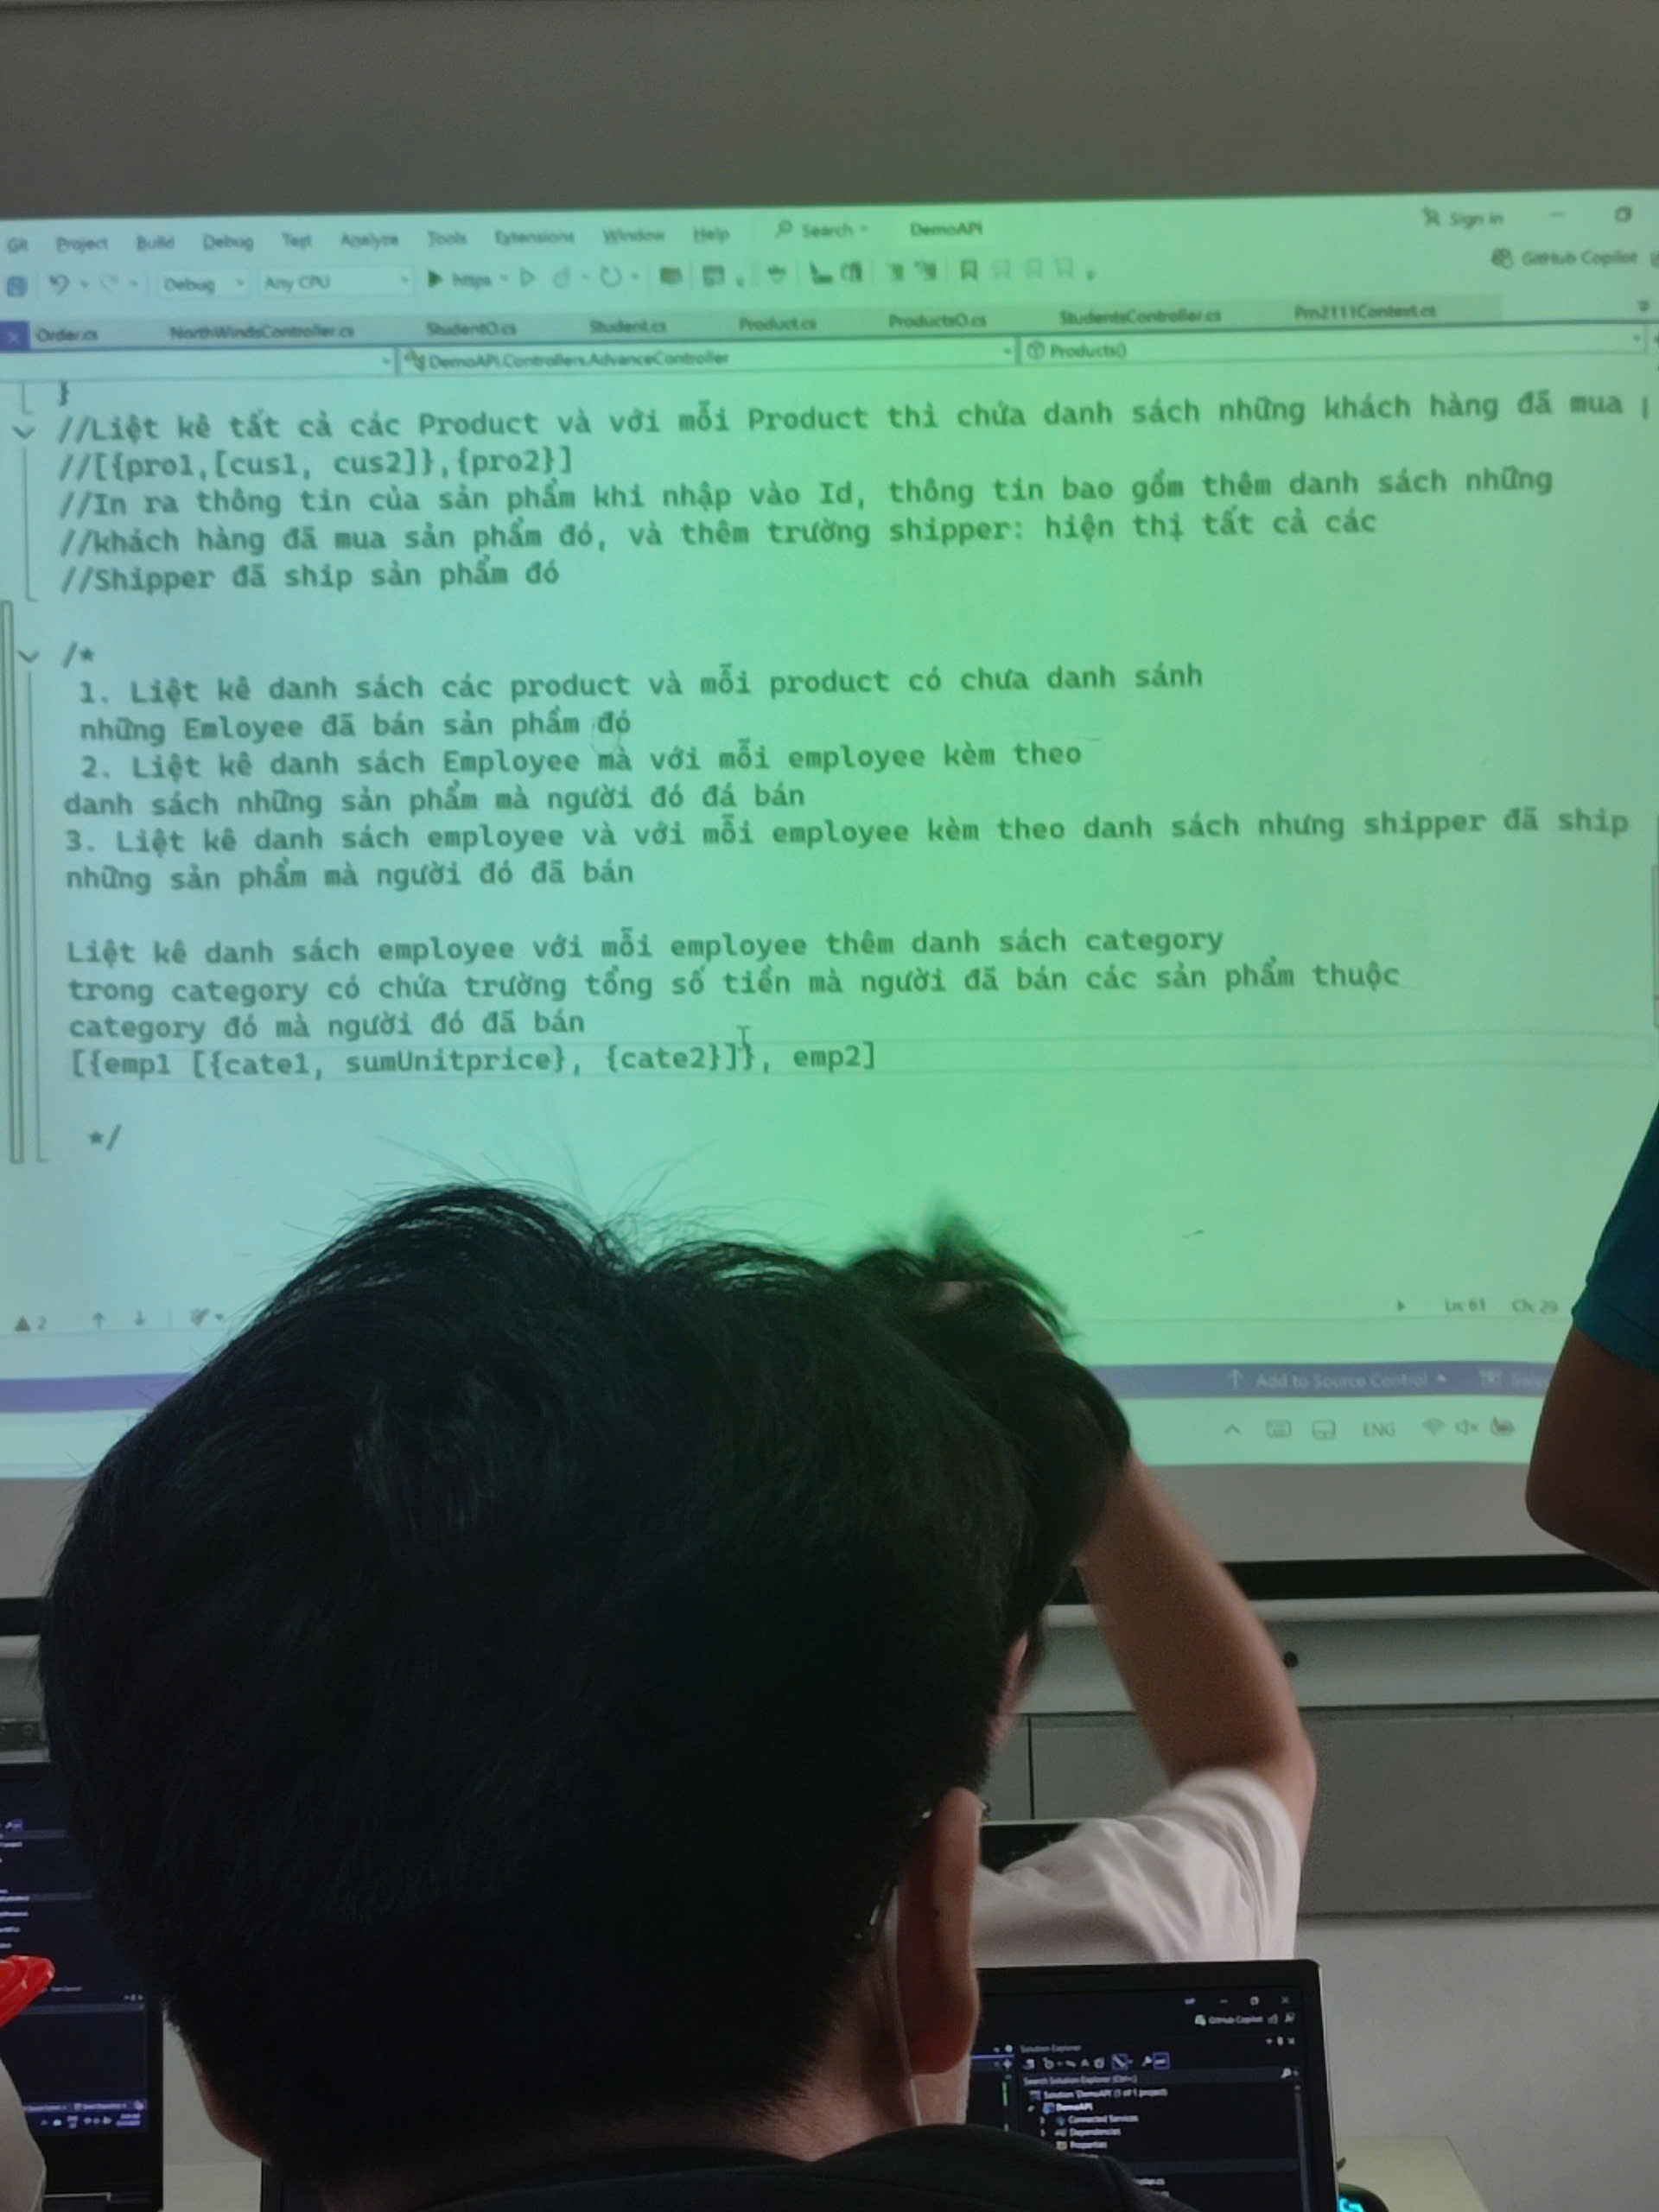 Git Project Build Debug Test Analyze Tools Extensions Window Help Search DemoAPI Sign in
Debug Any CPU https GitHub Copilot
Order.cs NorthWindsController.cs StudentO.cs Student.cs Product.cs ProductsO.cs StudentsController.cs Prn2111Context.cs
DemoAPI.Controllers.AdvanceController Products()
}
//Liệt kê tất cả các Product và với mỗi Product thì chứa danh sách những khách hàng đã mua
//[{pro1,[cus1, cus2]},{pro2}]
//In ra thông tin của sản phẩm khi nhập vào Id, thông tin bao gồm thêm danh sách những
//khách hàng đã mua sản phẩm đó, và thêm trường shipper: hiện thị tất cả các
//Shipper đã ship sản phẩm đó
/*
1. Liệt kê danh sách các product và mỗi product có chưa danh sánh
những Emloyee đã bán sản phẩm đó
2. Liệt kê danh sách Employee mà với mỗi employee kèm theo
danh sách những sản phẩm mà người đó đá bán
3. Liệt kê danh sách employee và với mỗi employee kèm theo danh sách nhưng shipper đã ship
những sản phẩm mà người đó đã bán
Liệt kê danh sách employee với mỗi employee thêm danh sách category
trong category có chứa trường tổng số tiền mà người đã bán các sản phẩm thuộc
category đó mà người đó đã bán
[{emp1 [{cate1, sumUnitprice}, {cate2}]}, emp2]
*/
2 Ln: 61 Ch: 29
Add to Source Control
ENG
GitHub Copilot
Solution Explorer
Search Solution Explorer (Ctrl+;)
Solution 'DemoAPI' (1 of 1 project)
DemoAPI
Connected Services
Dependencies
Properties